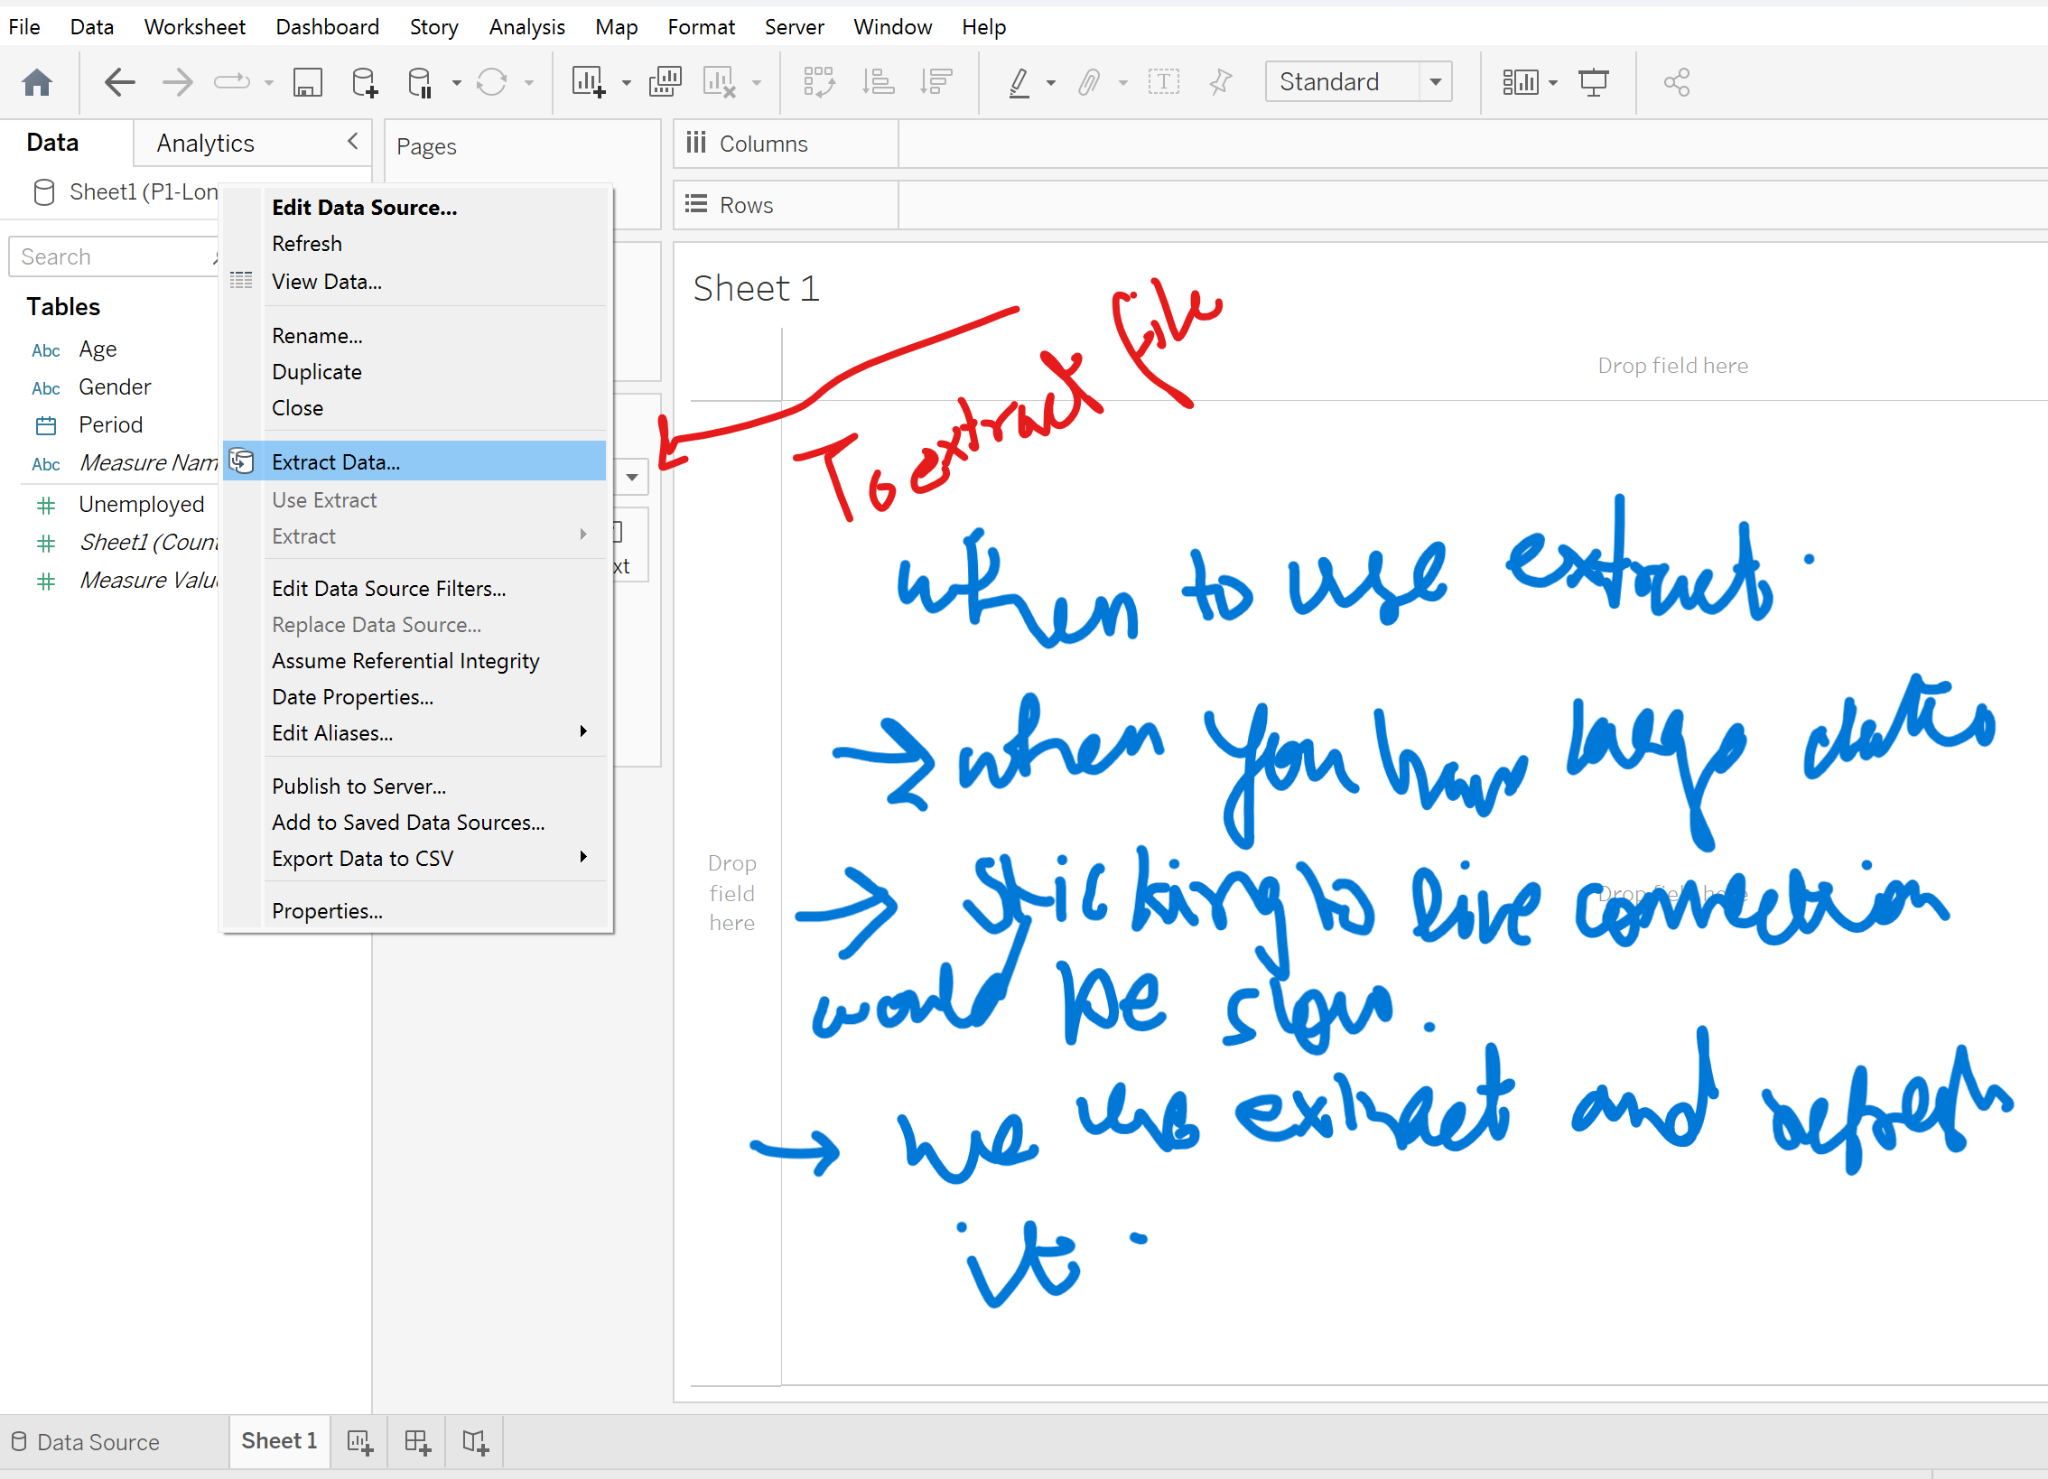 File Data Worksheet Dashboard Story Analysis Map Format Server Window Help
Standard
Data Analytics
Pages
Columns
Sheet1 (P1-Lon
Rows
Search
Tables
Abc Age
Abc Gender
Period
Abc Measure Nam
Unemployed
Sheet1 (Count
Measure Valu
Edit Data Source...
Refresh
View Data...
Rename...
Duplicate
Close
Extract Data...
Use Extract
Extract
Edit Data Source Filters...
Replace Data Source...
Assume Referential Integrity
Date Properties...
Edit Aliases...
Publish to Server...
Add to Saved Data Sources...
Export Data to CSV
Properties...
xt
Sheet 1
Drop field here
To extract file
when to use extract.
→ when you have large data
Drop
field
here
Drop field here
→ sticking to live connection
would be slow.
→ we use extract and refresh
it.
Data Source Sheet 1